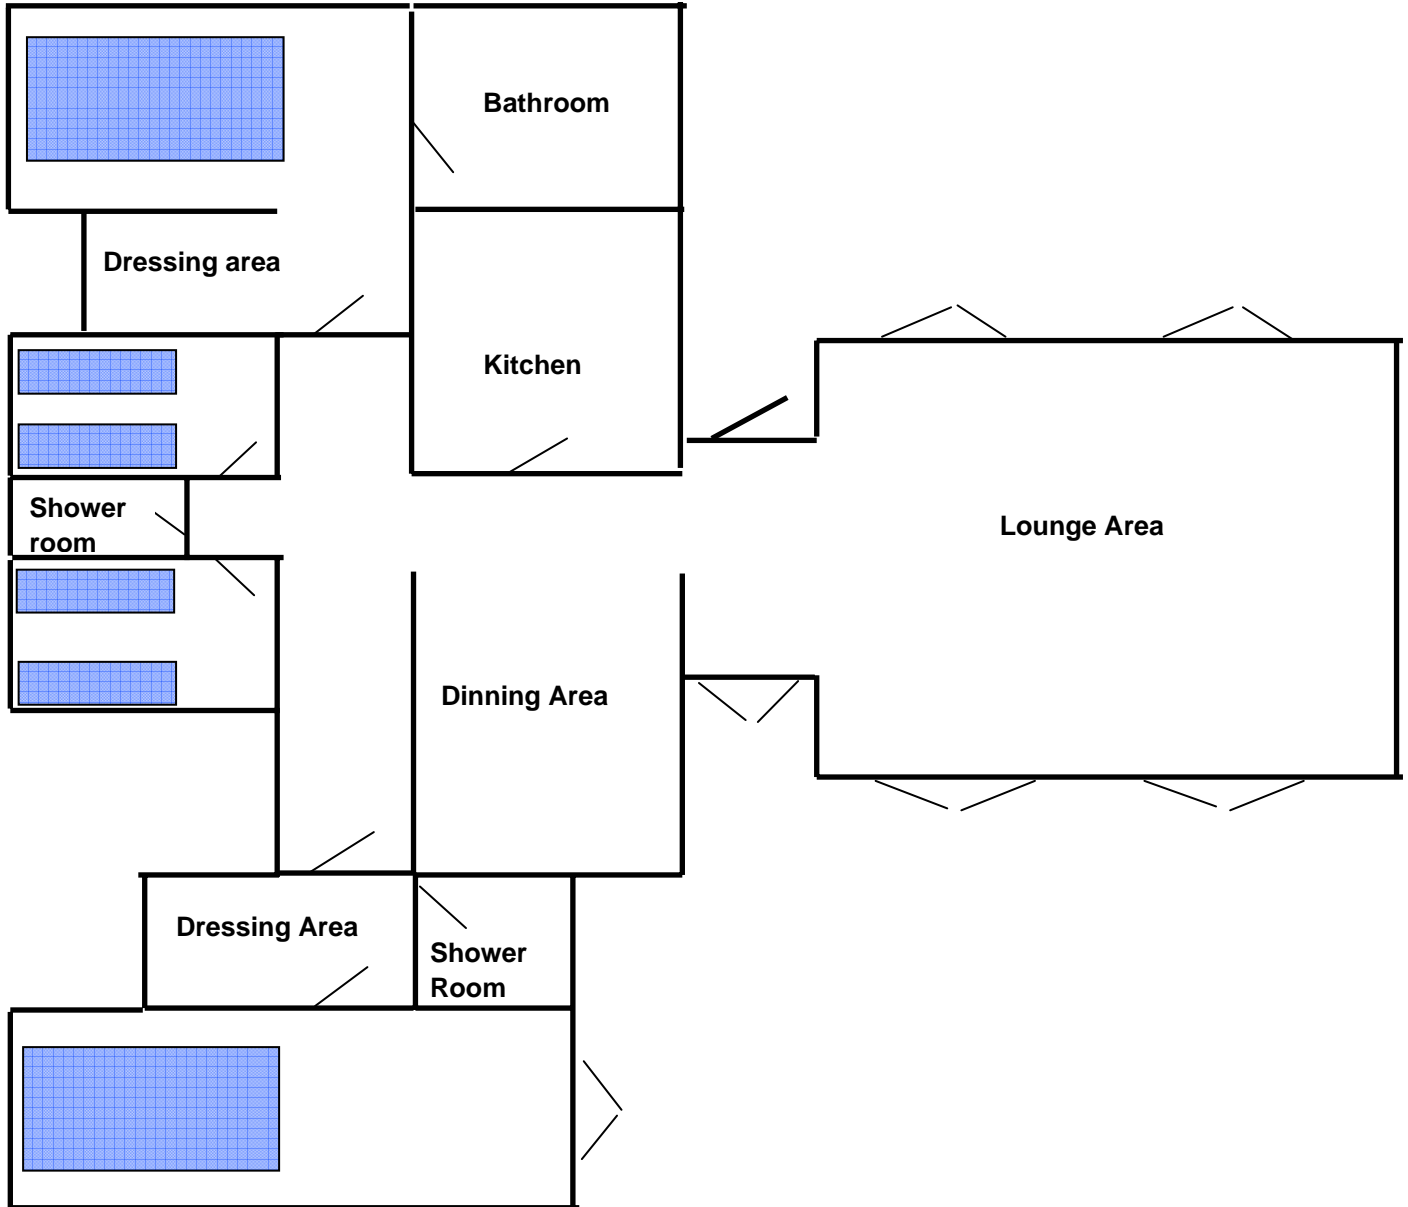 Bathroom
Dressing area
Kitchen
Shower
room
Lounge Area
Dinning Area
Dressing Area
Shower
Room